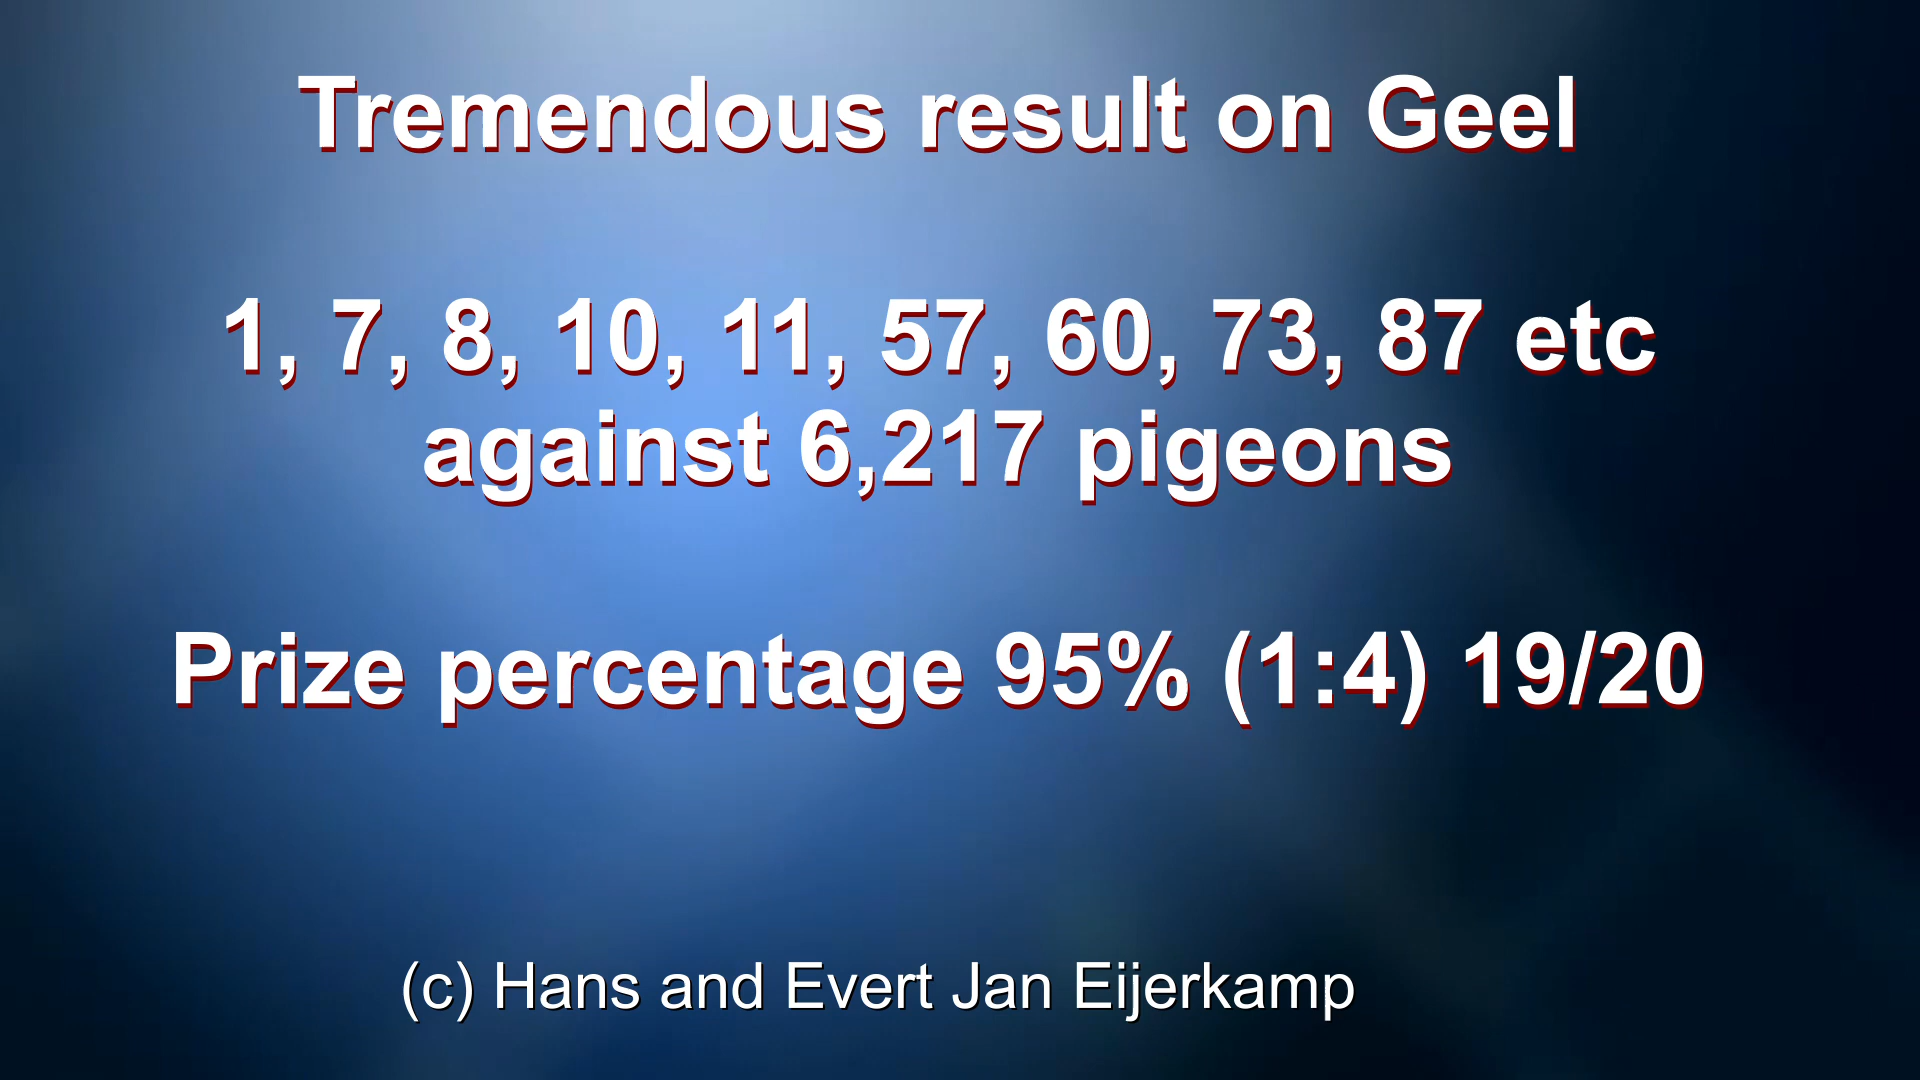 Tremendous result on Geel
1, 7, 8, 10, 11, 57, 60, 73, 87 etc
against 6,217 pigeons
Prize percentage 95% (1:4) 19/20
(c) Hans and Evert Jan Eijerkamp